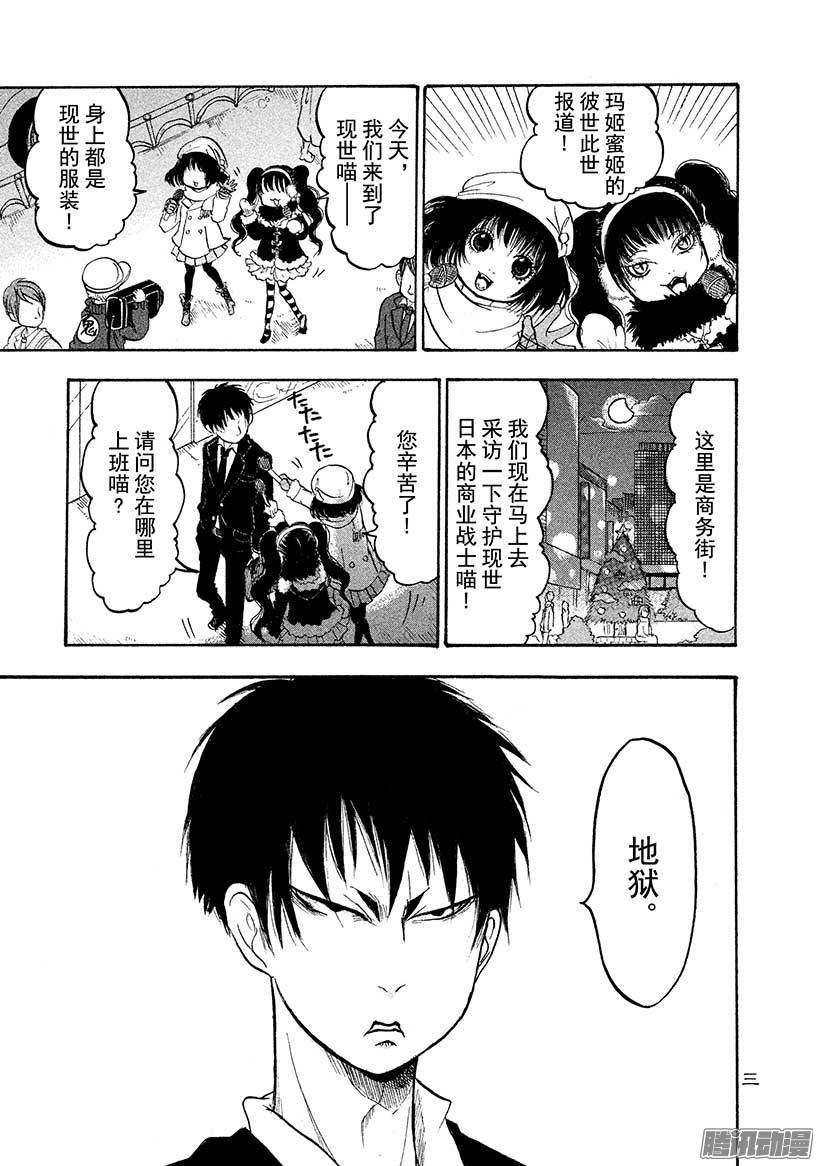 玛姬蜜姬的
彼世此世
报道！
今天，
我们来到了
现世喵——
身上都是
现世的服装！
鬼
这里是商务街！
我们现在马上去
采访一下守护现世
日本的商业战士喵！
たたた
たたた
您辛苦了！
请问您在哪里
上班喵？
地狱。
三
腾讯动漫